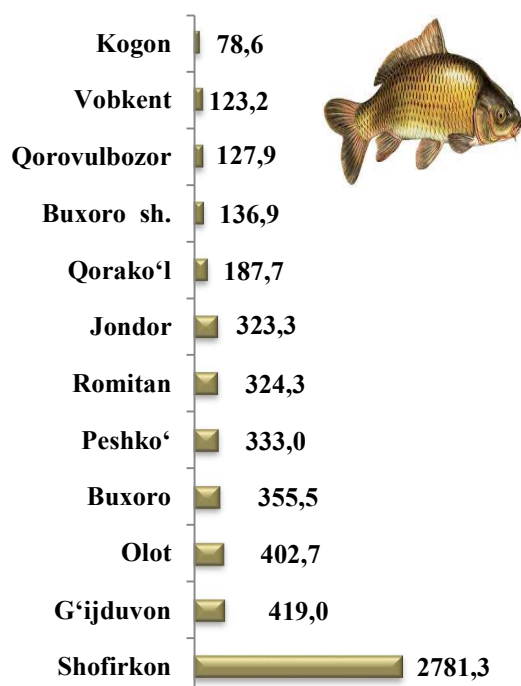 Kogon 78,6
Vobkent 123,2
Qorovulbozor 127,9
Buxoro sh. 136,9
Qorako‘l 187,7
Jondor 323,3
Romitan 324,3
Peshko‘ 333,0
Buxoro 355,5
Olot 402,7
G‘ijduvon 419,0
Shofirkon 2781,3